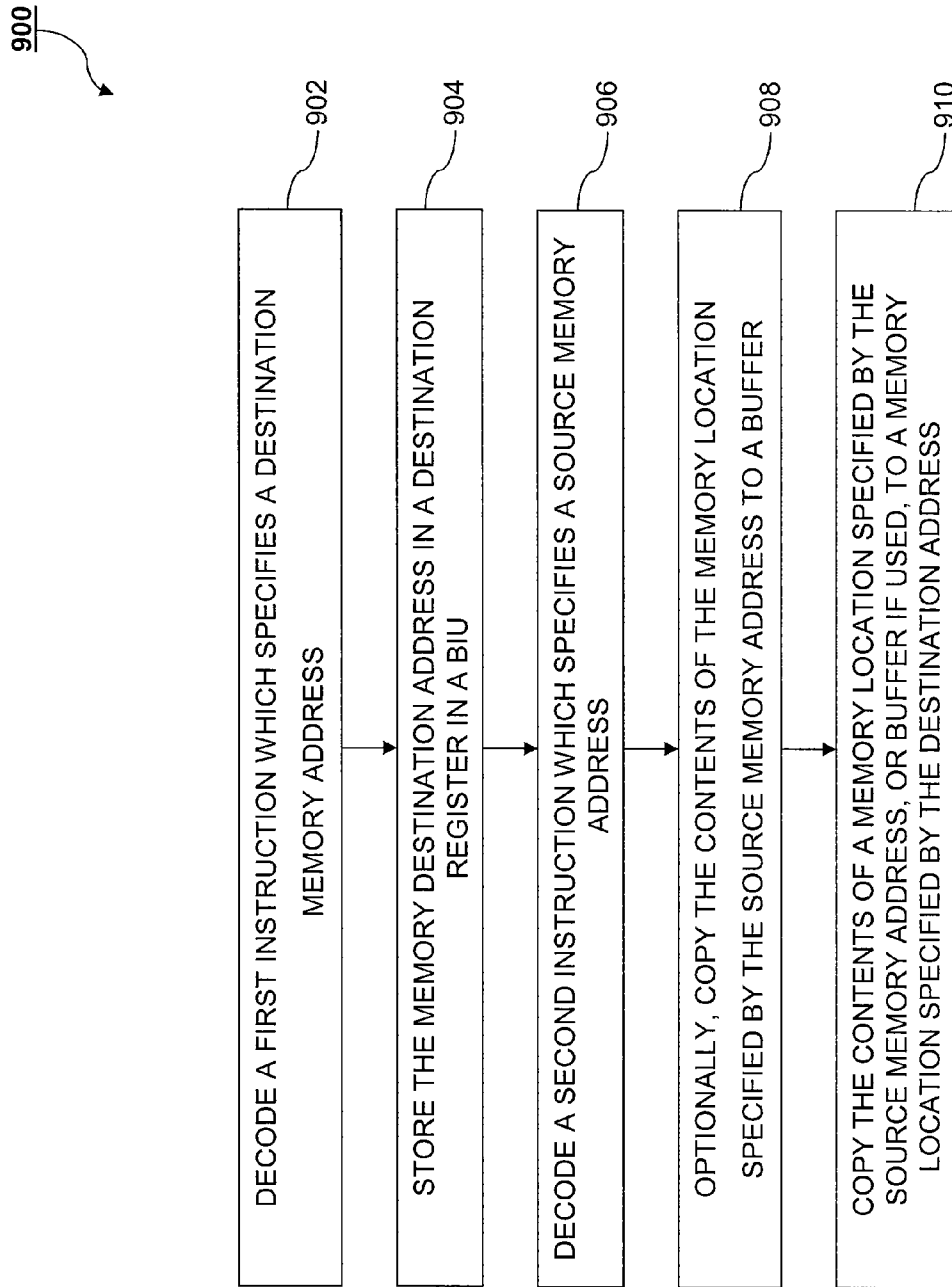 900
DECODE A FIRST INSTRUCTION WHICH SPECIFIES A DESTINATION
MEMORY ADDRESS
902
STORE THE MEMORY DESTINATION ADDRESS IN A DESTINATION
REGISTER IN A BIU
904
DECODE A SECOND INSTRUCTION WHICH SPECIFIES A SOURCE MEMORY
ADDRESS
906
OPTIONALLY, COPY THE CONTENTS OF THE MEMORY LOCATION
SPECIFIED BY THE SOURCE MEMORY ADDRESS TO A BUFFER
908
COPY THE CONTENTS OF A MEMORY LOCATION SPECIFIED BY THE
SOURCE MEMORY ADDRESS, OR BUFFER IF USED, TO A MEMORY
LOCATION SPECIFIED BY THE DESTINATION ADDRESS
910